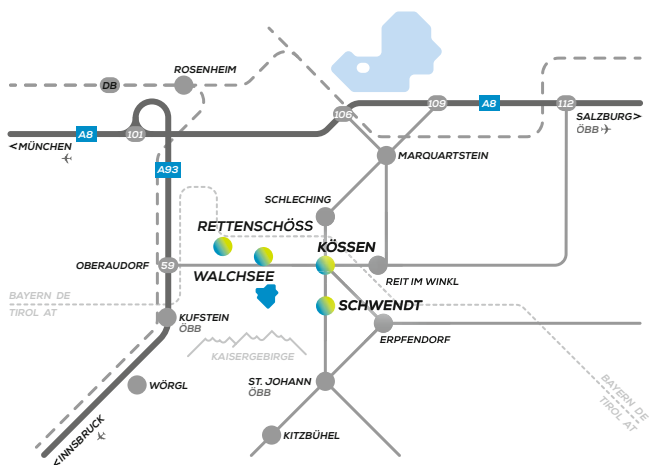 ROSENHEIM
DB
106
109
A8
112
SALZBURG>
ÖBB
A8
101
<MÜNCHEN
MARQUARTSTEIN
A93
SCHLECHING
RETTENSCHÖSS
KÖSSEN
OBERAUDORF
59
WALCHSEE
REIT IM WINKL
BAYERN DE
TIROL AT
SCHWENDT
KUFSTEIN
ÖBB
ERPFENDORF
KAISERGEBIRGE
WÖRGL
ST. JOHANN
ÖBB
BAYERN DE
TIROL AT
<INNSBRUCK
KITZBÜHEL